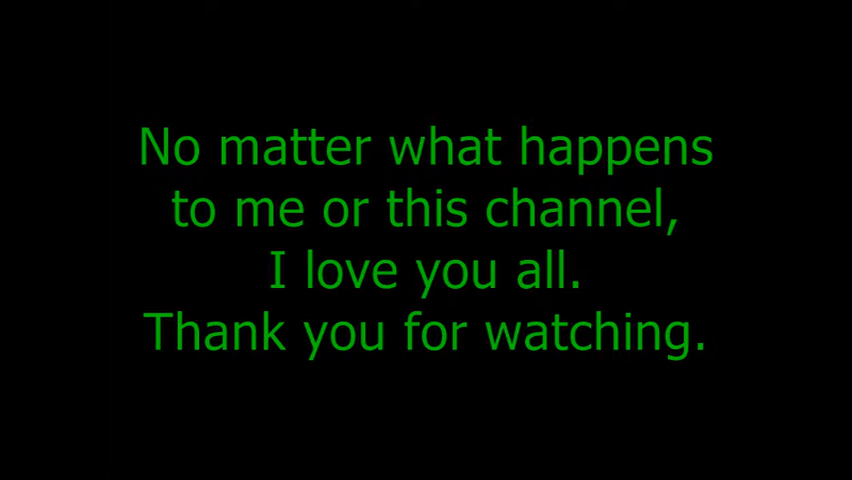 No matter what happens
to me or this channel,
I love you all.
Thank you for watching.